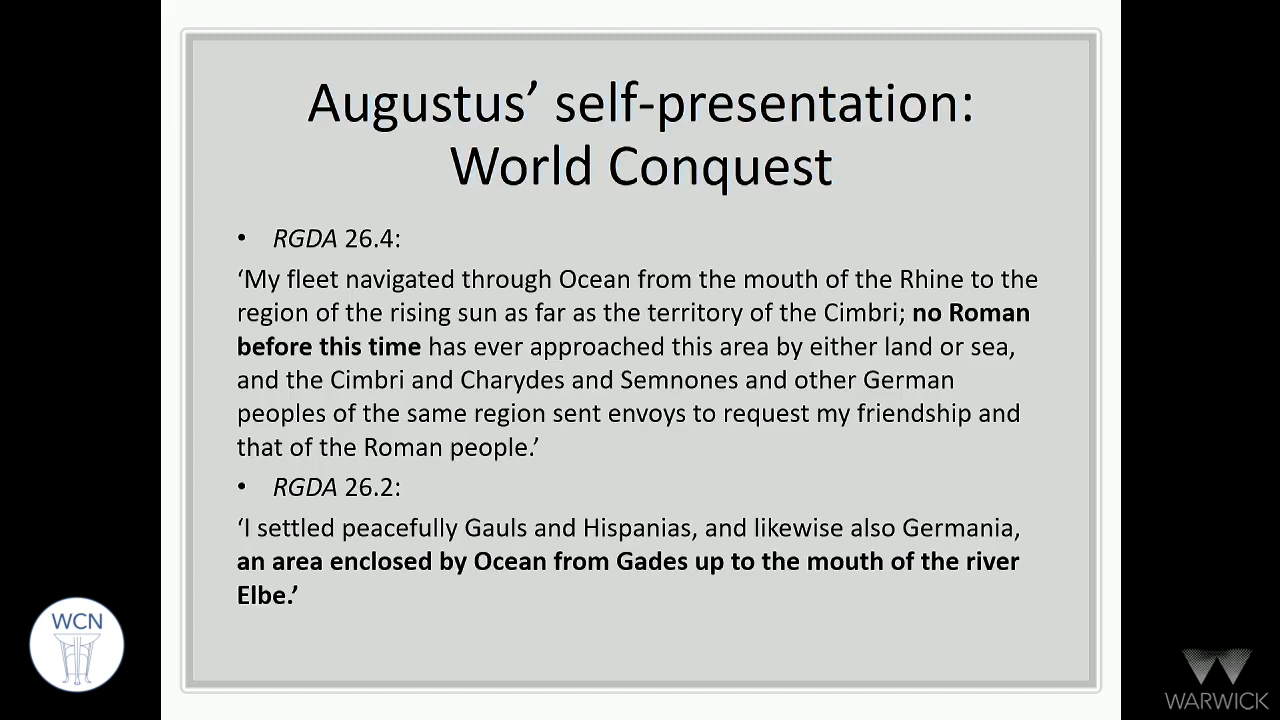 Augustus’ self-presentation:
World Conquest
• RGDA 26.4:
‘My fleet navigated through Ocean from the mouth of the Rhine to the
region of the rising sun as far as the territory of the Cimbri; no Roman
before this time has ever approached this area by either land or sea,
and the Cimbri and Charydes and Semnones and other German
peoples of the same region sent envoys to request my friendship and
that of the Roman people.’
• RGDA 26.2:
‘I settled peacefully Gauls and Hispanias, and likewise also Germania,
an area enclosed by Ocean from Gades up to the mouth of the river
Elbe.’
WCN
WARWICK